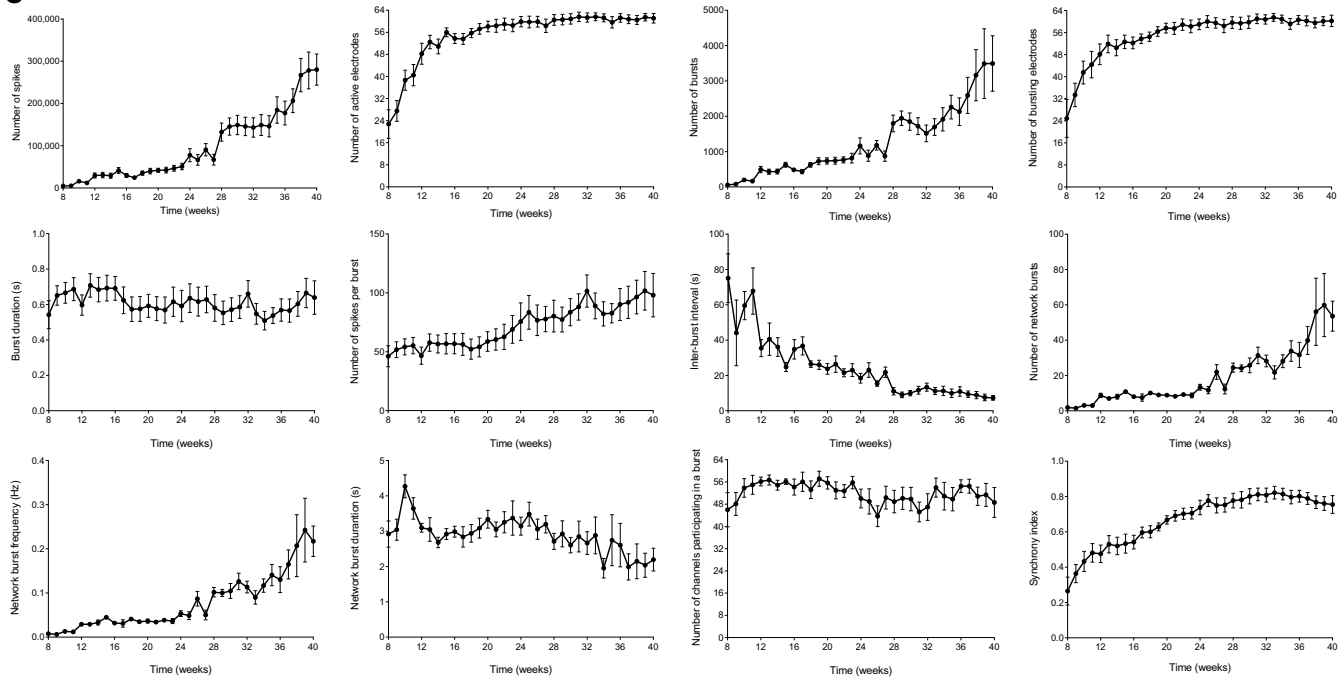 Number of spikes
400,000
300,000
200,000
100,000
0
8 12 16 20 24 28 32 36 40
Time (weeks)
Number of active electrodes
64
56
48
40
32
24
16
8
0
8 12 16 20 24 28 32 36 40
Time (weeks)
Number of bursts
5000
4000
3000
2000
1000
0
8 12 16 20 24 28 32 36 40
Time (weeks)
Number of bursting electrodes
64
56
48
40
32
24
16
8
0
8 12 16 20 24 28 32 36 40
Time (weeks)
Burst duration (s)
1.0
0.8
0.6
0.4
0.2
0.0
8 12 16 20 24 28 32 36 40
Time (weeks)
Number of spikes per burst
150
100
50
0
8 12 16 20 24 28 32 36 40
Time (weeks)
Inter-burst interval (s)
100
80
60
40
20
0
8 12 16 20 24 28 32 36 40
Time (weeks)
Number of network bursts
100
80
60
40
20
0
8 12 16 20 24 28 32 36 40
Time (weeks)
Network burst frequency (Hz)
0.4
0.3
0.2
0.1
0.0
8 12 16 20 24 28 32 36 40
Time (weeks)
Network burst durartion (s)
5
4
3
2
1
0
8 12 16 20 24 28 32 36 40
Time (weeks)
Number of channels participating in a burst
64
56
48
40
32
24
16
8
0
8 12 16 20 24 28 32 36 40
Time (weeks)
Synchrony index
1.0
0.8
0.6
0.4
0.2
0.0
8 12 16 20 24 28 32 36 40
Time (weeks)